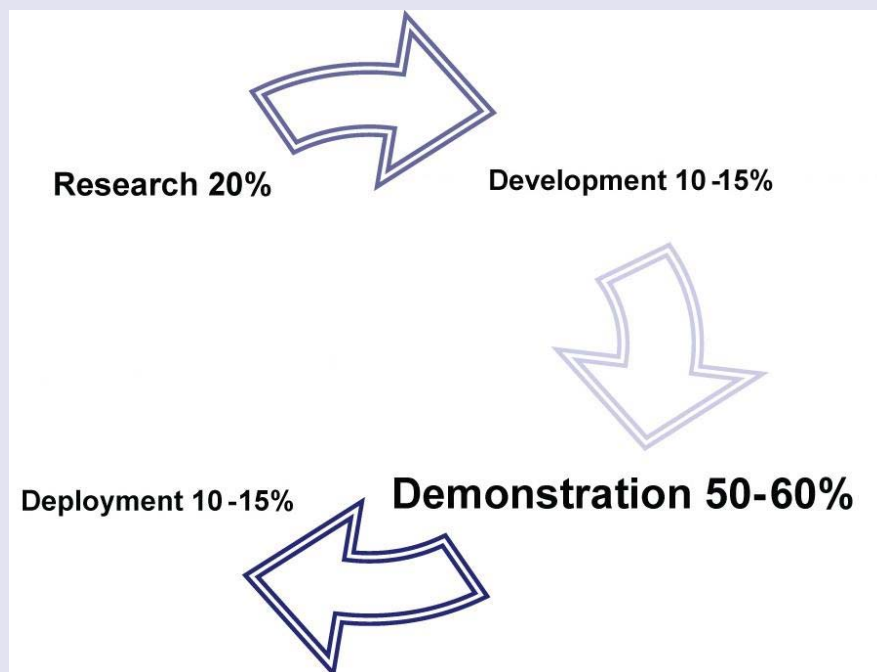 Research 20%
Development 10-15%
Demonstration 50-60%
Deployment 10-15%